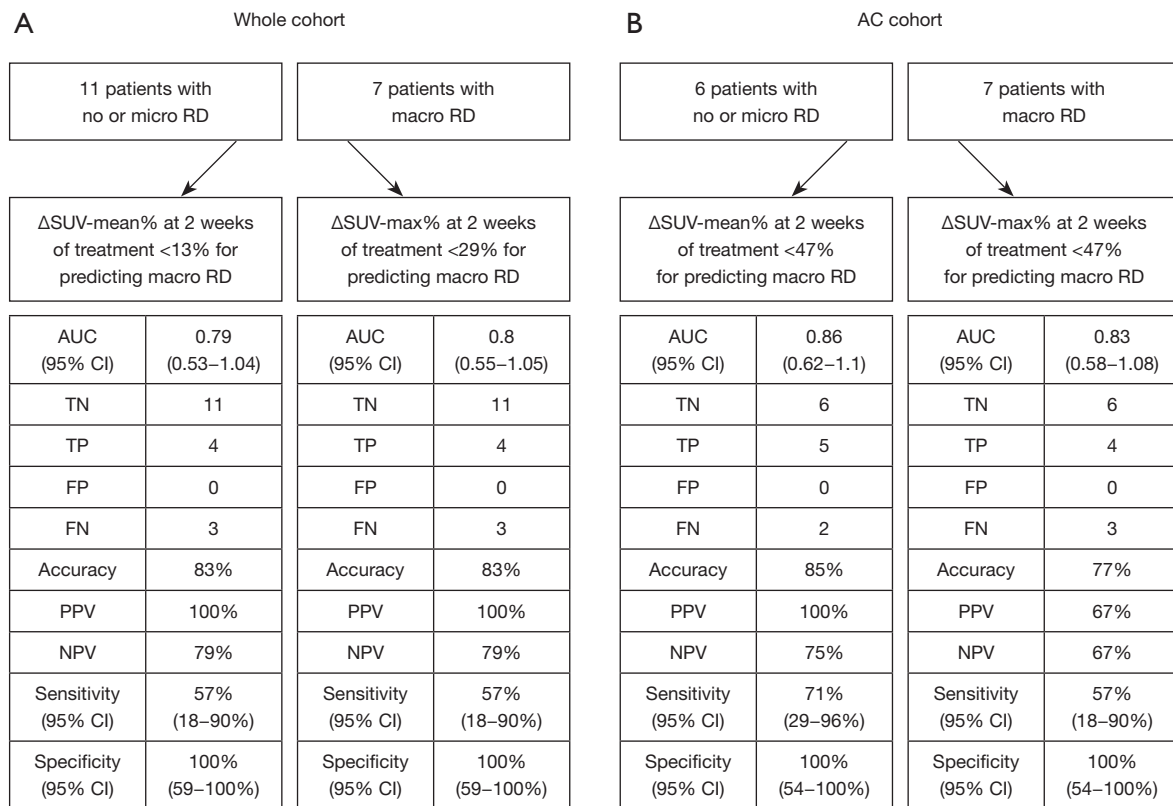 A
Whole cohort
11 patients with
no or micro RD
7 patients with
macro RD
ΔSUV-mean% at 2 weeks
of treatment <13% for
predicting macro RD
ΔSUV-max% at 2 weeks
of treatment <29% for
predicting macro RD
AUC
(95% CI)
0.79
(0.53–1.04)
AUC
(95% CI)
0.8
(0.55–1.05)
TN 11 TN 11
TP 4 TP 4
FP 0 FP 0
FN 3 FN 3
Accuracy 83% Accuracy 83%
PPV 100% PPV 100%
NPV 79% NPV 79%
Sensitivity
(95% CI)
57%
(18–90%)
Sensitivity
(95% CI)
57%
(18–90%)
Specificity
(95% CI)
100%
(59–100%)
Specificity
(95% CI)
100%
(59–100%)
B
AC cohort
6 patients with
no or micro RD
7 patients with
macro RD
ΔSUV-mean% at 2 weeks
of treatment <47%
for predicting macro RD
ΔSUV-max% at 2 weeks
of treatment <47%
for predicting macro RD
AUC
(95% CI)
0.86
(0.62–1.1)
AUC
(95% CI)
0.83
(0.58–1.08)
TN 6 TN 6
TP 5 TP 4
FP 0 FP 0
FN 2 FN 3
Accuracy 85% Accuracy 77%
PPV 100% PPV 67%
NPV 75% NPV 67%
Sensitivity
(95% CI)
71%
(29–96%)
Sensitivity
(95% CI)
57%
(18–90%)
Specificity
(95% CI)
100%
(54–100%)
Specificity
(95% CI)
100%
(54–100%)